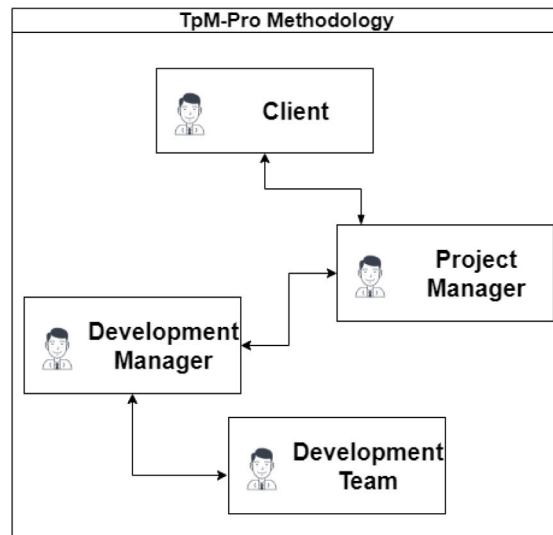 TpM-Pro Methodology
Client
Project
Manager
Development
Manager
Development
Team